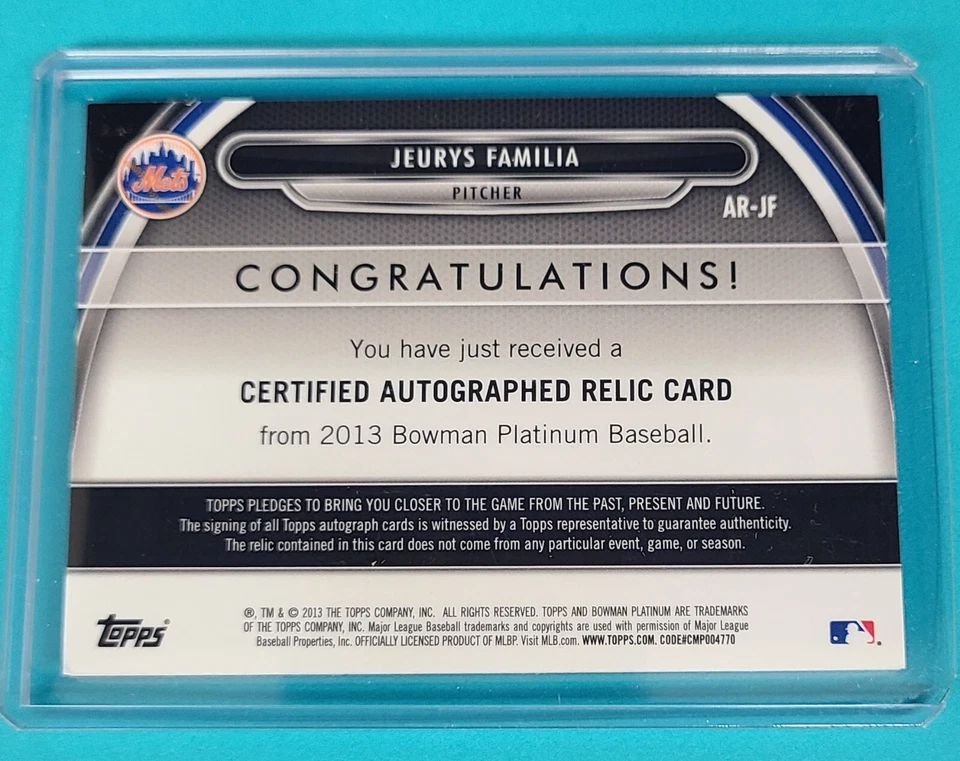 Mets
JEURYS FAMILIA
PITCHER
AR-JF
CONGRATULATIONS!
You have just received a
CERTIFIED AUTOGRAPHED RELIC CARD
from 2013 Bowman Platinum Baseball.
TOPPS PLEDGES TO BRING YOU CLOSER TO THE GAME FROM THE PAST, PRESENT AND FUTURE.
The signing of all Topps autograph cards is witnessed by a Topps representative to guarantee authenticity.
The relic contained in this card does not come from any particular event, game, or season.
topps®
®, TM & © 2013 THE TOPPS COMPANY, INC. ALL RIGHTS RESERVED. TOPPS AND BOWMAN PLATINUM ARE TRADEMARKS
OF THE TOPPS COMPANY, INC. Major League Baseball trademarks and copyrights are used with permission of Major League
Baseball Properties, Inc. OFFICIALLY LICENSED PRODUCT OF MLBP. Visit MLB.com. WWW.TOPPS.COM. CODE#CMP004770